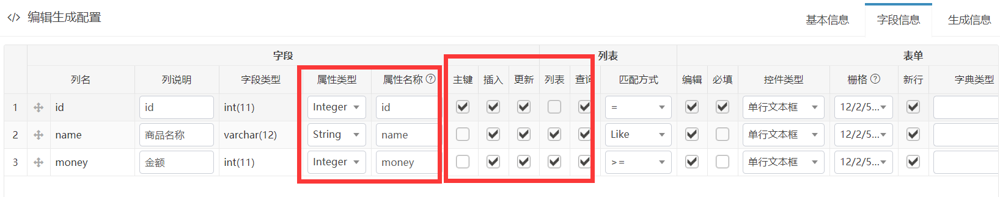 </> 编辑生成配置
基本信息 字段信息 生成信息
字段 列表 表单
列名 列说明 字段类型 属性类型 属性名称 ? 主键 插入 更新 列表 查询 匹配方式 编辑 必填 控件类型 栅格 ? 新行 字典类型
1 id id int(11) Integer id = 单行文本框 12/2/5...
2 name 商品名称 varchar(12) String name Like 单行文本框 12/2/5...
3 money 金额 int(11) Integer money >= 单行文本框 12/2/5...